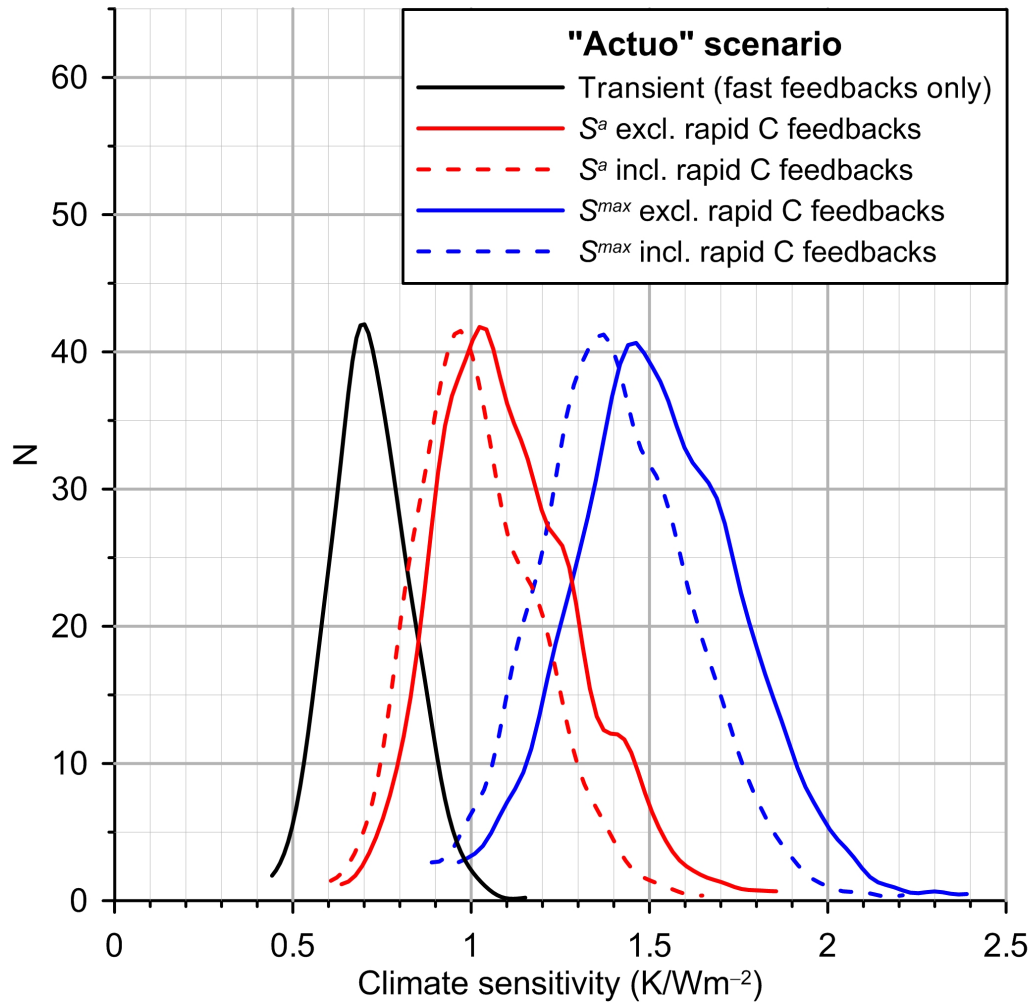 "Actuo" scenario
Transient (fast feedbacks only)
Sᵃ excl. rapid C feedbacks
Sᵃ incl. rapid C feedbacks
Sᵐᵃˣ excl. rapid C feedbacks
Sᵐᵃˣ incl. rapid C feedbacks
60
50
40
30
20
10
0
N
0 0.5 1 1.5 2 2.5
Climate sensitivity (K/Wm⁻²)